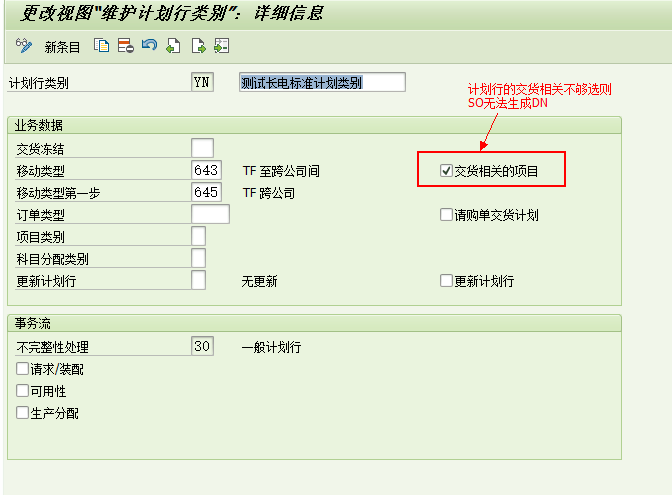 更改视图"维护计划行类别": 详细信息
新条目
计划行类别 YN 测试长电标准计划类别
计划行的交货相关不够选则
SO无法生成DN
业务数据
交货冻结
移动类型 643 TF 至跨公司间 交货相关的项目
移动类型第一步 645 TF 跨公司
订单类型 请购单交货计划
项目类别
科目分配类别
更新计划行 无更新 更新计划行
事务流
不完整性处理 30 一般计划行
请求/装配
可用性
生产分配